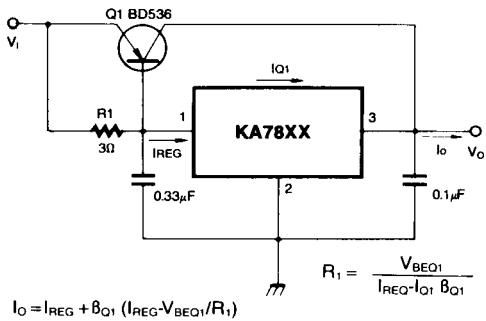 Q1 BD536
VI
IQ1
R1
3Ω
1
KA78XX
3
IREG
IO
VO
2
0.33μF
0.1μF
R1 = VBEQ1
IREQ-IQ1 βQ1
IO = IREG + βQ1 (IREG-VBEQ1/R1)